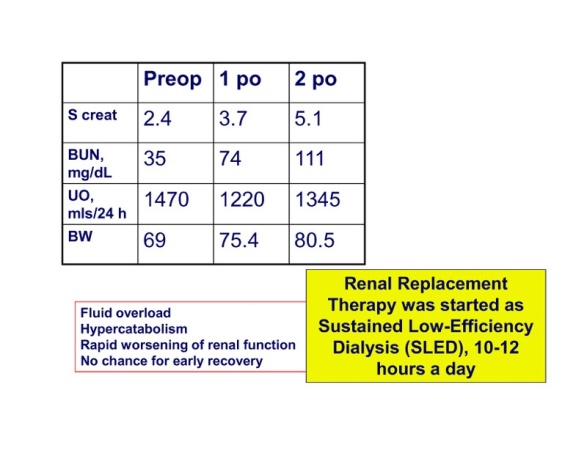 Preop 1 po 2 po
S creat 2.4 3.7 5.1
BUN, 35 74 111
mg/dL
UO, 1470 1220 1345
mls/24 h
BW 69 75.4 80.5
Fluid overload
Hypercatabolism
Rapid worsening of renal function
No chance for early recovery
Renal Replacement
Therapy was started as
Sustained Low-Efficiency
Dialysis (SLED), 10-12
hours a day